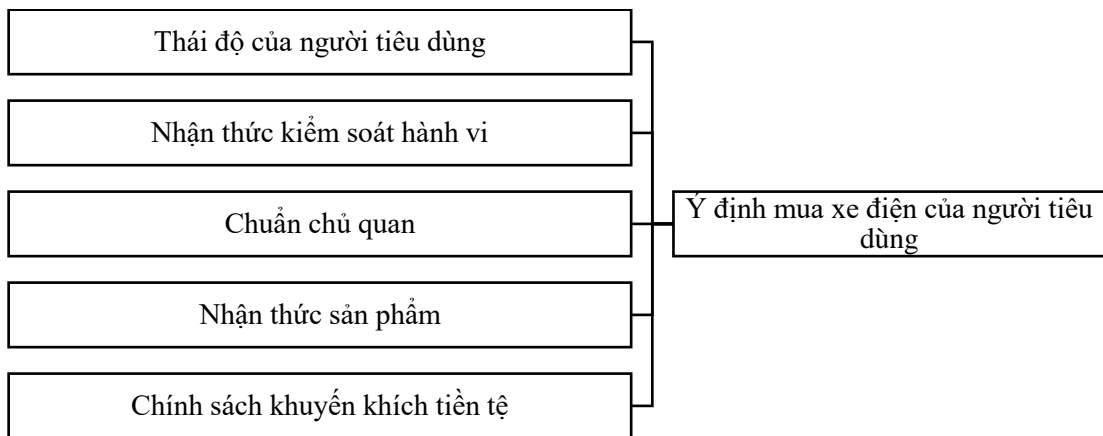 Thái độ của người tiêu dùng
Nhận thức kiểm soát hành vi
Chuẩn chủ quan
Nhận thức sản phẩm
Chính sách khuyến khích tiền tệ
Ý định mua xe điện của người tiêu
dùng